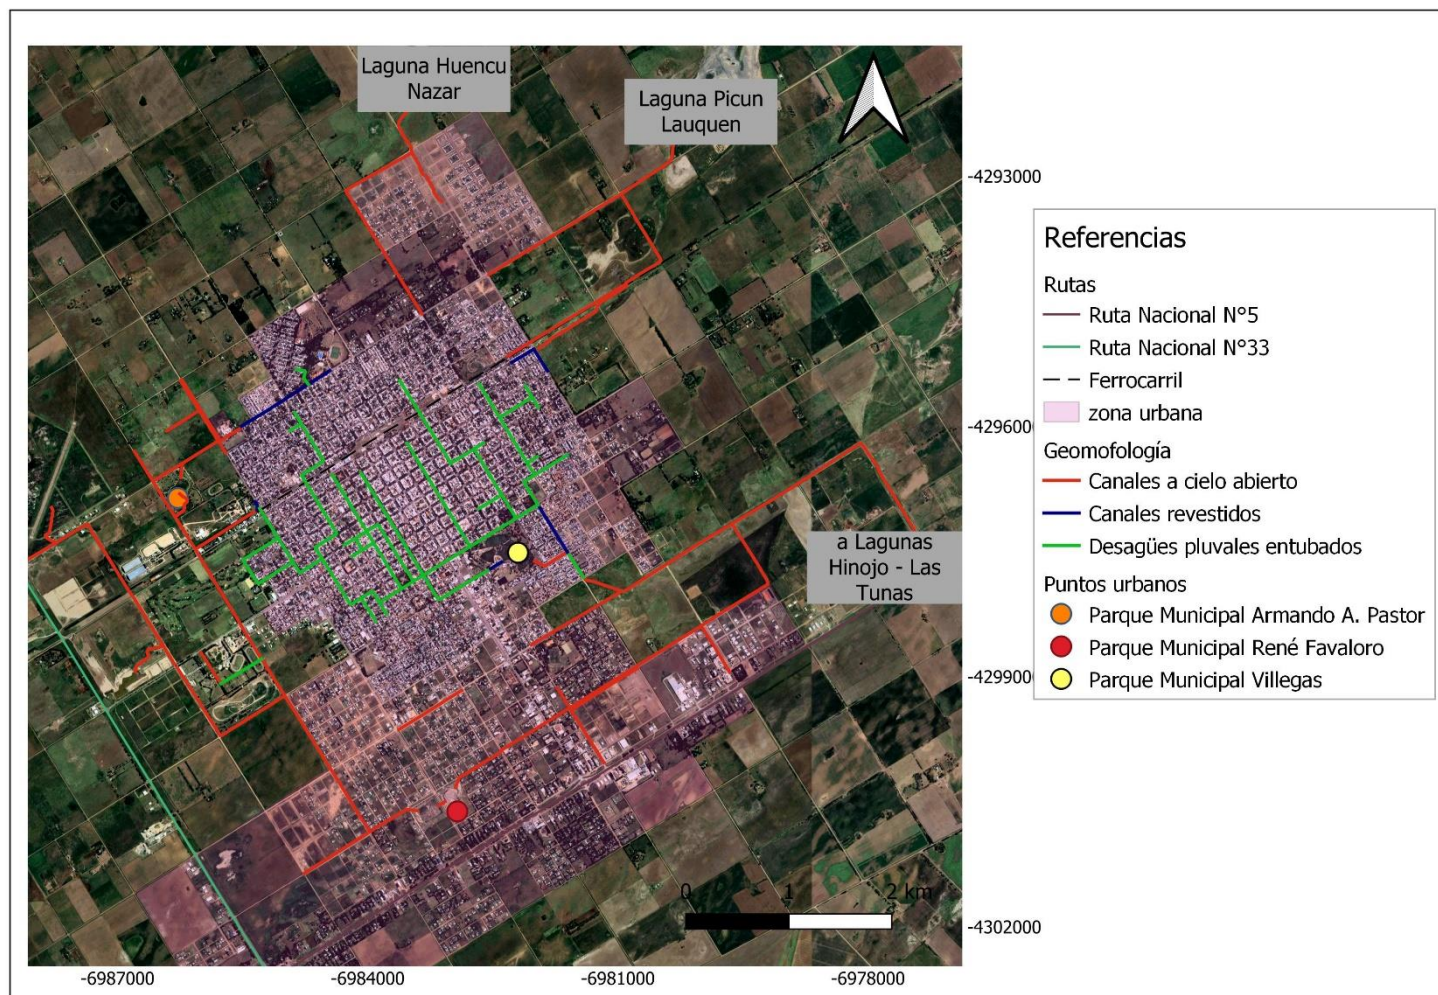 Laguna Huencu
Nazar
Laguna Picun
Lauquen
-4293000
-4296000
-4299000
-4302000
a Lagunas
Hinojo - Las
Tunas
0 1 2 km
-6987000 -6984000 -6981000 -6978000
Referencias
Rutas
Ruta Nacional N°5
Ruta Nacional N°33
Ferrocarril
zona urbana
Geomofología
Canales a cielo abierto
Canales revestidos
Desagües pluvales entubados
Puntos urbanos
Parque Municipal Armando A. Pastor
Parque Municipal René Favaloro
Parque Municipal Villegas